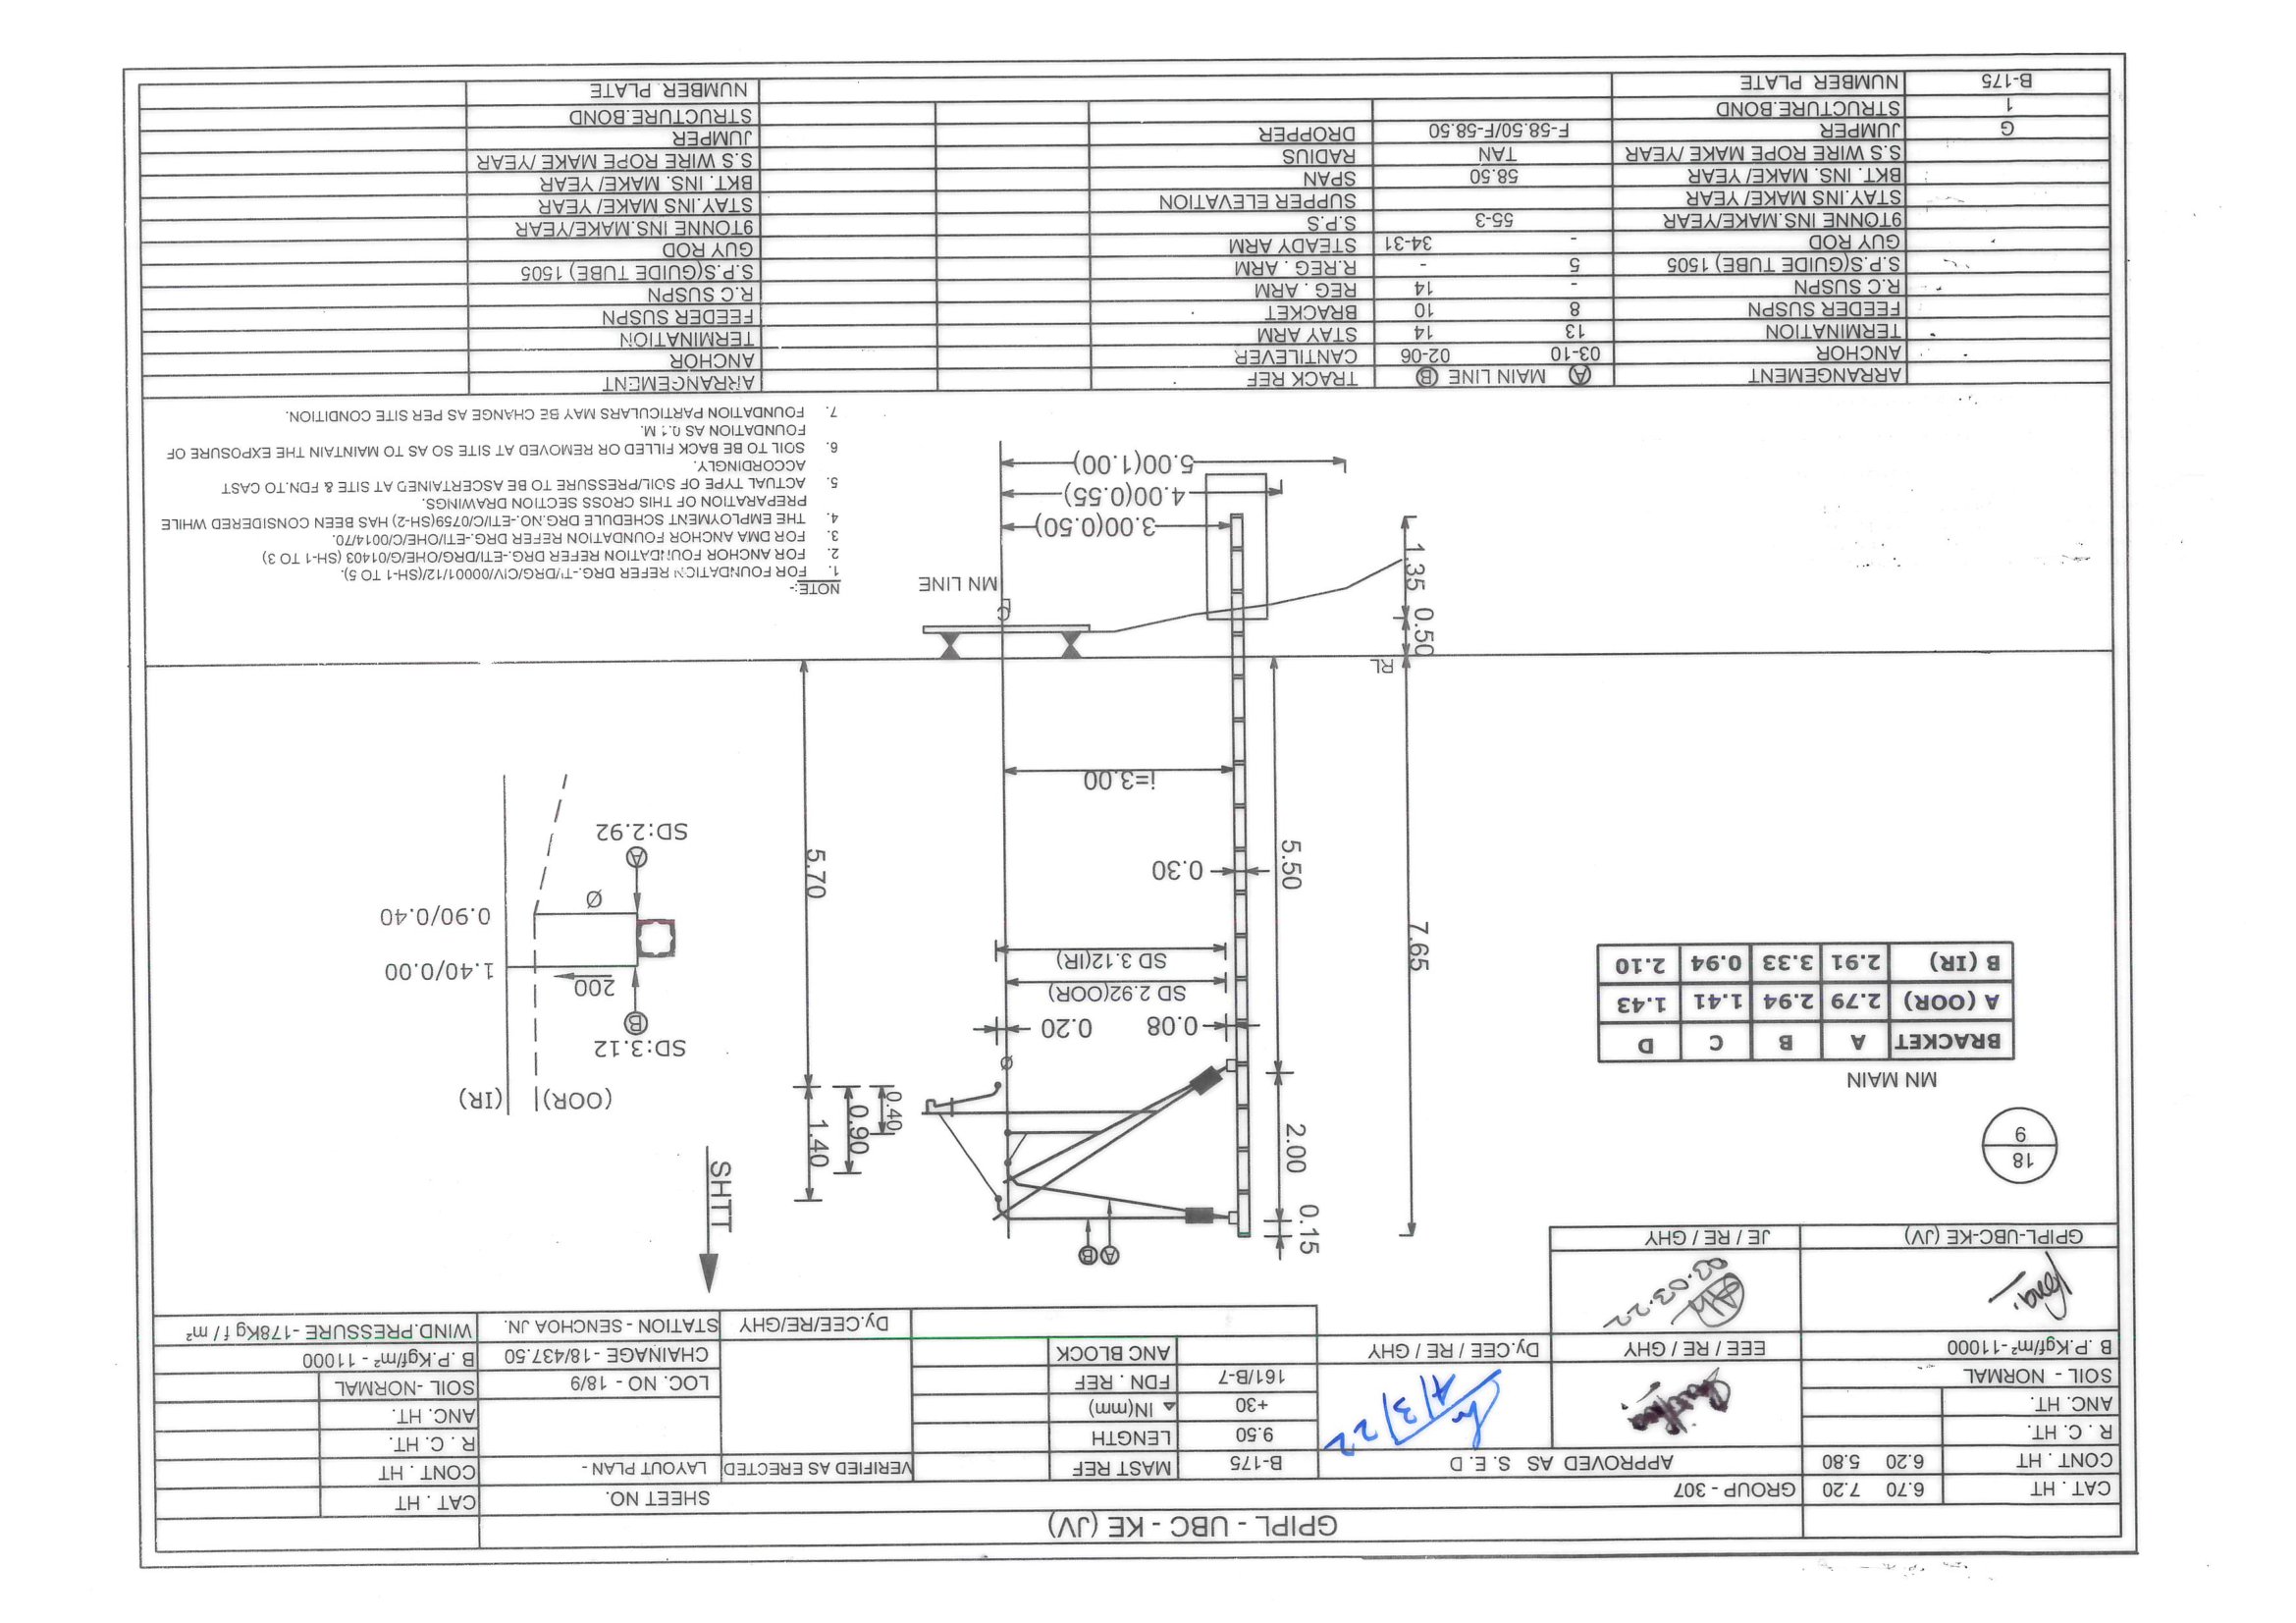 GPIPL - UBC - KE (JV)
CAT . HT 6.70 7.20 GROUP - 307 SHEET NO. CAT . HT
CONT . HT 6.20 5.80 APPROVED AS S. E. D B-175 MAST REF VERIFIED AS ERECTED LAYOUT PLAN - CONT . HT
R . C. HT. 9.50 LENGTH R . C. HT.
ANC. HT. +30 △ IN(mm) ANC. HT.
SOIL - NORMAL 161/B-7 FDN . REF LOC. NO - 18/9 SOIL -NORMAL
B .P.Kgf/m² -11000 EEE / RE / GHY Dy.CEE / RE / GHY ANC BLOCK CHAINAGE -18/437.50 B .P.Kgf/m² - 11000
4/3/22
Dy.CEE/RE/GHY STATION - SENCHOA JN. WIND.PRESSURE -178Kg f / m²
03.03.22
GPIPL-UBC-KE (JV) JE / RE / GHY
18
9
MN MAIN
BRACKET A B C D
A (OOR) 2.79 2.94 1.41 1.43
B (IR) 2.91 3.33 0.94 2.10
A B
0.15
2.00
7.65
5.50
0.40
0.90
1.40
5.70
Ø
0.08 0.20
SD 2.92(OOR)
SD 3.12(IR)
0.30
i=3.00
RL
0.50
1.35
CL
MN LINE
3.00(0.50)
4.00(0.55)
5.00(1.00)
SHTT
(OOR) (IR)
SD:3.12
B
200
1.40/0.00
0.90/0.40
Ø
A
SD:2.92
NOTE:-
1. FOR FOUNDATION REFER DRG.-TI/DRG/CIV/00001/12/(SH-1 TO 5).
2. FOR ANCHOR FOUNDATION REFER DRG.-ETI/DRG/OHE/G/01403 (SH-1 TO 3)
3. FOR DMA ANCHOR FOUNDATION REFER DRG.-ETI/OHE/C/0014/70.
4. THE EMPLOYMENT SCHEDULE DRG.NO.-ETI/C/0759(SH-2) HAS BEEN CONSIDERED WHILE
PREPARATION OF THIS CROSS SECTION DRAWINGS.
5. ACTUAL TYPE OF SOIL/PRESSURE TO BE ASCERTAINED AT SITE & FDN.TO CAST
ACCORDINGLY.
6. SOIL TO BE BACK FILLED OR REMOVED AT SITE SO AS TO MAINTAIN THE EXPOSURE OF
FOUNDATION AS 0.1 M.
7. FOUNDATION PARTICULARS MAY BE CHANGE AS PER SITE CONDITION.
ARRANGEMENT A MAIN LINE B TRACK REF ARRANGEMENT
ANCHOR 03-10 02-06 CANTILEVER ANCHOR
TERMINATION 13 14 STAY ARM TERMINATION
FEEDER SUSPN 8 10 BRACKET FEEDER SUSPN
R.C SUSPN - 14 REG . ARM R.C SUSPN
S.P.S(GUIDE TUBE) 1505 5 - R.REG . ARM S.P.S(GUIDE TUBE) 1505
GUY ROD - 34-31 STEADY ARM GUY ROD
9TONNE INS.MAKE/YEAR 55-3 S.P.S 9TONNE INS.MAKE/YEAR
STAY.INS MAKE/ YEAR SUPPER ELEVATION STAY.INS MAKE/ YEAR
BKT. INS. MAKE/ YEAR 58.50 SPAN BKT. INS. MAKE/ YEAR
S.S WIRE ROPE MAKE /YEAR TAN RADIUS S.S WIRE ROPE MAKE /YEAR
G JUMPER F-58.50/F-58.50 DROPPER JUMPER
1 STRUCTURE.BOND STRUCTURE.BOND
B-175 NUMBER PLATE NUMBER PLATE